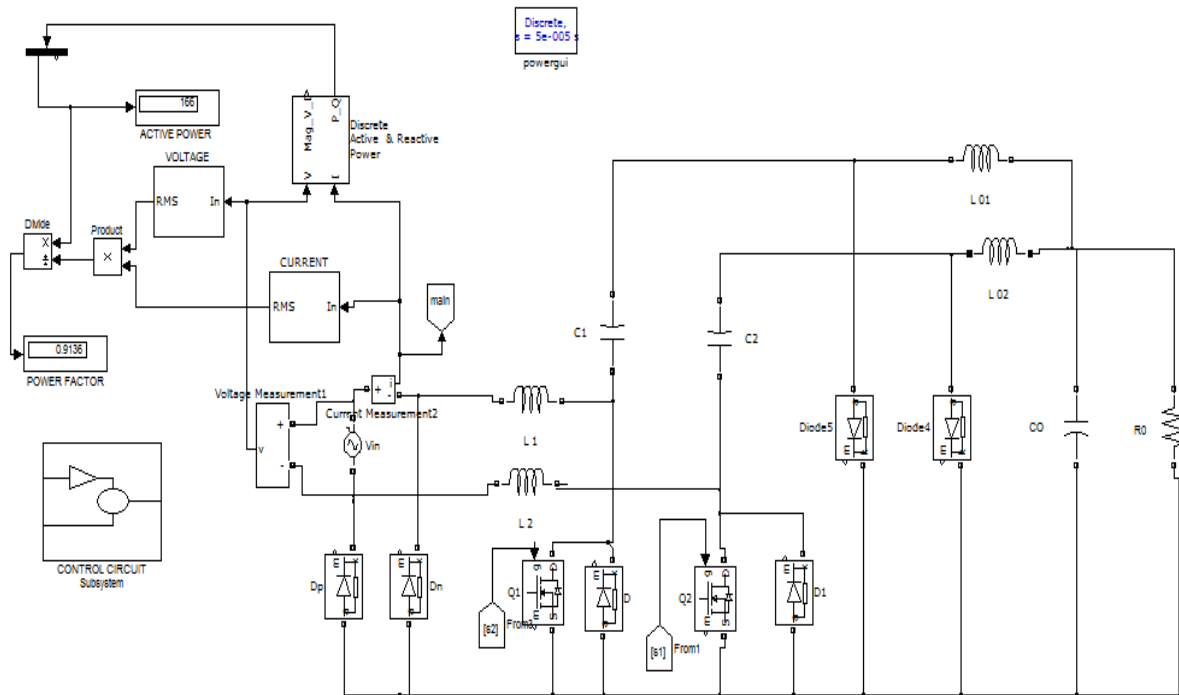 Discrete,
s = 5e-005 s
powergui
Mag_V_I
P_Q
V
I
Discrete
Active & Reactive
Power
166
ACTIVE POWER
VOLTAGE
RMS
In
Divide
X
÷
Product
×
CURRENT
RMS
In
main
0.9136
POWER FACTOR
Voltage Measurement1
+
-
v
+
-
i
Current Measurement2
Vin
L 1
L 2
C1
C2
L 01
L 02
Diode5
m
Diode4
m
CO
R0
CONTROL CIRCUIT
Subsystem
Dp
m
Dn
m
[s2]
Q1
g
D
m
S
D
m
[s1]
From1
Q2
g
D
m
S
D1
m